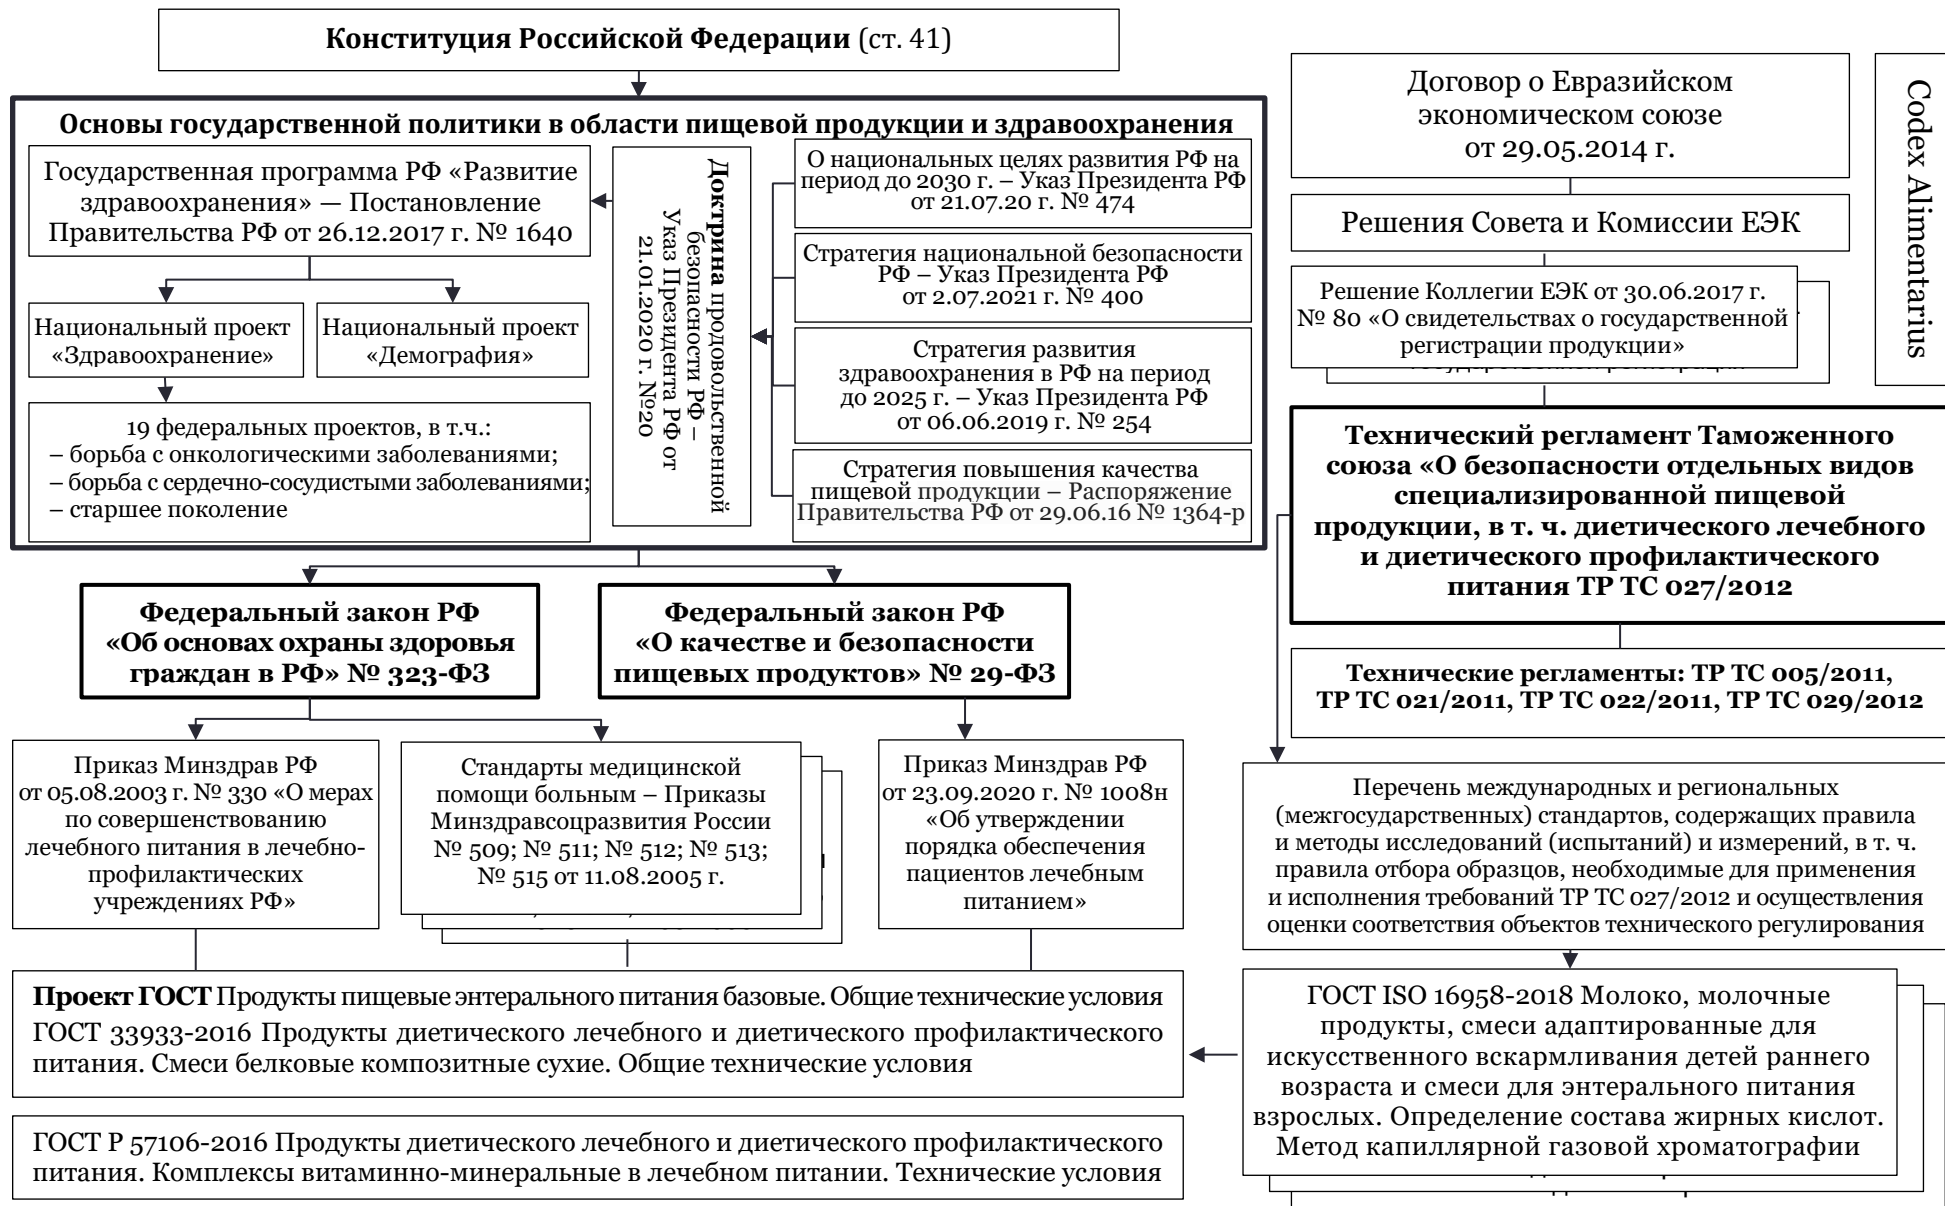 Конституция Российской Федерации (ст. 41)
Основы государственной политики в области пищевой продукции и здравоохранения
Государственная программа РФ «Развитие
здравоохранения» — Постановление
Правительства РФ от 26.12.2017 г. № 1640
Национальный проект
«Здравоохранение»
Национальный проект
«Демография»
19 федеральных проектов, в т.ч.:
– борьба с онкологическими заболеваниями;
– борьба с сердечно-сосудистыми заболеваниями;
– старшее поколение
Доктрина продовольственной
безопасности РФ –
Указ Президента РФ от
21.01.2020 г. №20
О национальных целях развития РФ на
период до 2030 г. – Указ Президента РФ
от 21.07.20 г. № 474
Стратегия национальной безопасности
РФ – Указ Президента РФ
от 2.07.2021 г. № 400
Стратегия развития
здравоохранения в РФ на период
до 2025 г. – Указ Президента РФ
от 06.06.2019 г. № 254
Стратегия повышения качества
пищевой продукции – Распоряжение
Правительства РФ от 29.06.16 № 1364-р
Федеральный закон РФ
«Об основах охраны здоровья
граждан в РФ» № 323-ФЗ
Федеральный закон РФ
«О качестве и безопасности
пищевых продуктов» № 29-ФЗ
Приказ Минздрав РФ
от 05.08.2003 г. № 330 «О мерах
по совершенствованию
лечебного питания в лечебно-
профилактических
учреждениях РФ»
Стандарты медицинской
помощи больным – Приказы
Минздравсоцразвития России
№ 509; № 511; № 512; № 513;
№ 515 от 11.08.2005 г.
Приказ Минздрав РФ
от 23.09.2020 г. № 1008н
«Об утверждении
порядка обеспечения
пациентов лечебным
питанием»
Проект ГОСТ Продукты пищевые энтерального питания базовые. Общие технические условия
ГОСТ 33933-2016 Продукты диетического лечебного и диетического профилактического
питания. Смеси белковые композитные сухие. Общие технические условия
ГОСТ Р 57106-2016 Продукты диетического лечебного и диетического профилактического
питания. Комплексы витаминно-минеральные в лечебном питании. Технические условия
Договор о Евразийском
экономическом союзе
от 29.05.2014 г.
Codex Alimentarius
Решения Совета и Комиссии ЕЭК
Решение Коллегии ЕЭК от 30.06.2017 г.
№ 80 «О свидетельствах о государственной
регистрации продукции»
Технический регламент Таможенного
союза «О безопасности отдельных видов
специализированной пищевой
продукции, в т. ч. диетического лечебного
и диетического профилактического
питания ТР ТС 027/2012
Технические регламенты: ТР ТС 005/2011,
ТР ТС 021/2011, ТР ТС 022/2011, ТР ТС 029/2012
Перечень международных и региональных
(межгосударственных) стандартов, содержащих правила
и методы исследований (испытаний) и измерений, в т. ч.
правила отбора образцов, необходимые для применения
и исполнения требований ТР ТС 027/2012 и осуществления
оценки соответствия объектов технического регулирования
ГОСТ ISO 16958-2018 Молоко, молочные
продукты, смеси адаптированные для
искусственного вскармливания детей раннего
возраста и смеси для энтерального питания
взрослых. Определение состава жирных кислот.
Метод капиллярной газовой хроматографии